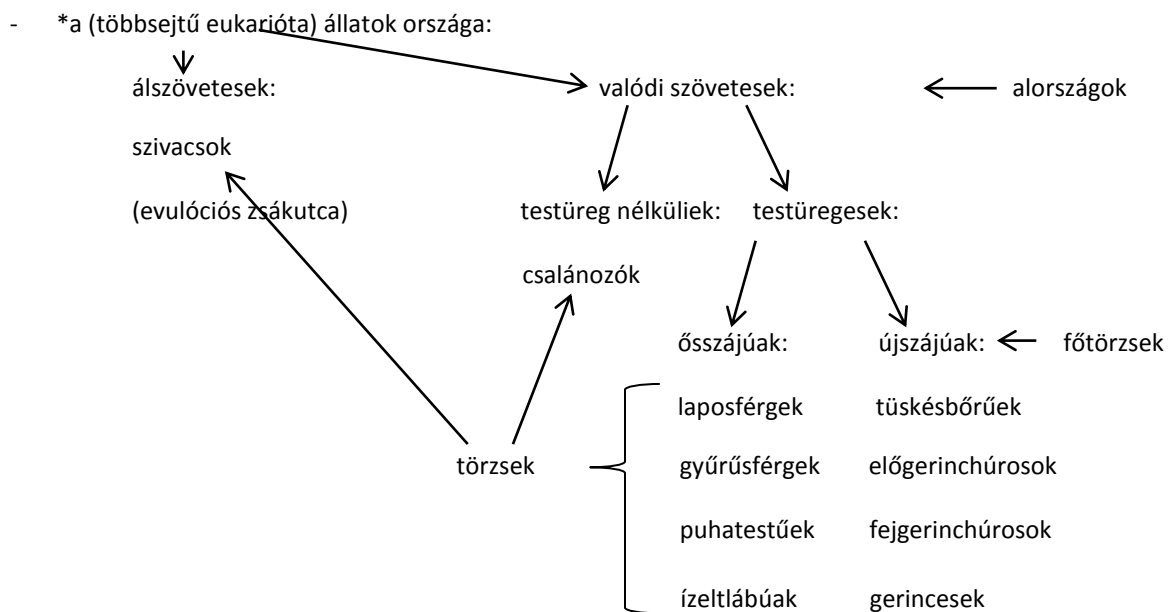 - *a (többsejtű eukarióta) állatok országa:
álszövetesek: valódi szövetesek: alországok
szivacsok
(evulóciós zsákutca) testüreg nélküliek: testüregesek:
csalánozók
ősszájúak: újszájúak: főtörzsek
laposférgek tüskésbőrűek
törzsek gyűrűsférgek előgerinchúrosok
puhatestűek fejgerinchúrosok
ízeltlábúak gerincesek